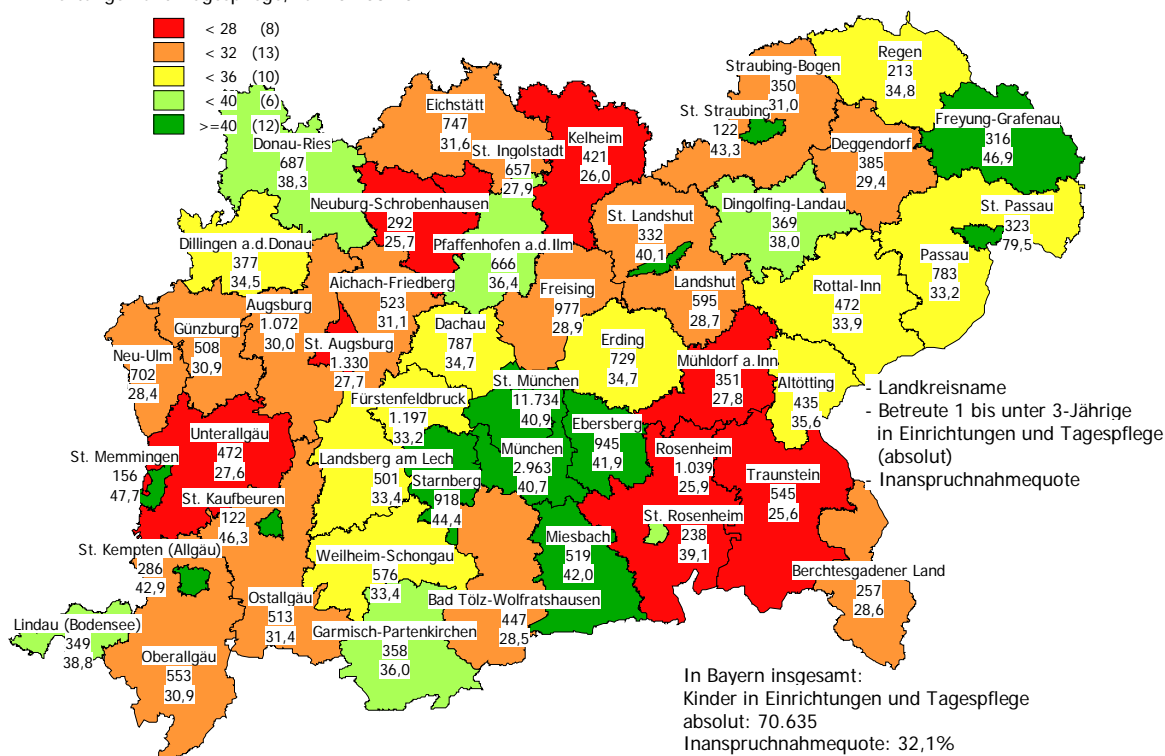 < 28 (8)
< 32 (13)
< 36 (10)
< 40 (6)
>=40 (12)
Regen
213
34,8
Straubing-Bogen
350
31,0
St. Straubing
122
43,3
Freyung-Grafenau
316
46,9
Eichstätt
747
31,6
Kelheim
421
26,0
Deggendorf
385
29,4
Donau-Ries
687
38,3
St. Ingolstadt
657
27,9
Neuburg-Schrobenhausen
292
25,7
Dingolfing-Landau
369
38,0
St. Passau
323
79,5
St. Landshut
332
40,1
Dillingen a.d.Donau
377
34,5
Pfaffenhofen a.d.Ilm
666
36,4
Passau
783
33,2
Aichach-Friedberg
523
31,1
Freising
977
28,9
Landshut
595
28,7
Rottal-Inn
472
33,9
Augsburg
1.072
30,0
Günzburg
508
30,9
Dachau
787
34,7
Erding
729
34,7
St. Augsburg
1.330
27,7
Neu-Ulm
702
28,4
Mühldorf a.Inn
351
27,8
Altötting
435
35,6
St. München
11.734
40,9
Fürstenfeldbruck
1.197
33,2
Ebersberg
945
41,9
- Landkreisname
- Betreute 1 bis unter 3-Jährige
in Einrichtungen und Tagespflege
(absolut)
- Inanspruchnahmequote
Unterallgäu
472
27,6
München
2.963
40,7
Rosenheim
1.039
25,9
St. Memmingen
156
47,7
Landsberg am Lech
501
33,4
Starnberg
918
44,4
Traunstein
545
25,6
St. Kaufbeuren
122
46,3
St. Rosenheim
238
39,1
Miesbach
519
42,0
St. Kempten (Allgäu)
286
42,9
Weilheim-Schongau
576
33,4
Berchtesgadener Land
257
28,6
Ostallgäu
513
31,4
Bad Tölz-Wolfratshausen
447
28,5
Lindau (Bodensee)
349
38,8
Garmisch-Partenkirchen
358
36,0
Oberallgäu
553
30,9
In Bayern insgesamt:
Kinder in Einrichtungen und Tagespflege
absolut: 70.635
Inanspruchnahmequote: 32,1%